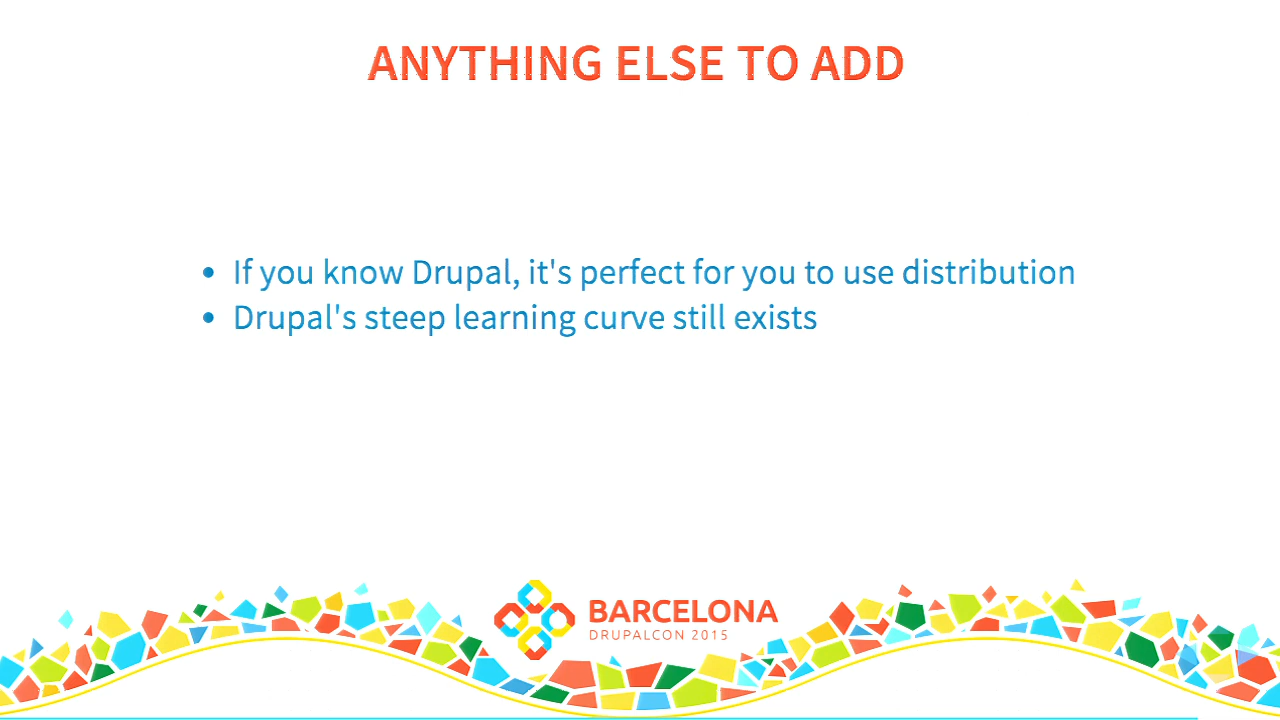 ANYTHING ELSE TO ADD
• If you know Drupal, it's perfect for you to use distribution
• Drupal's steep learning curve still exists
BARCELONA
DRUPALCON 2015